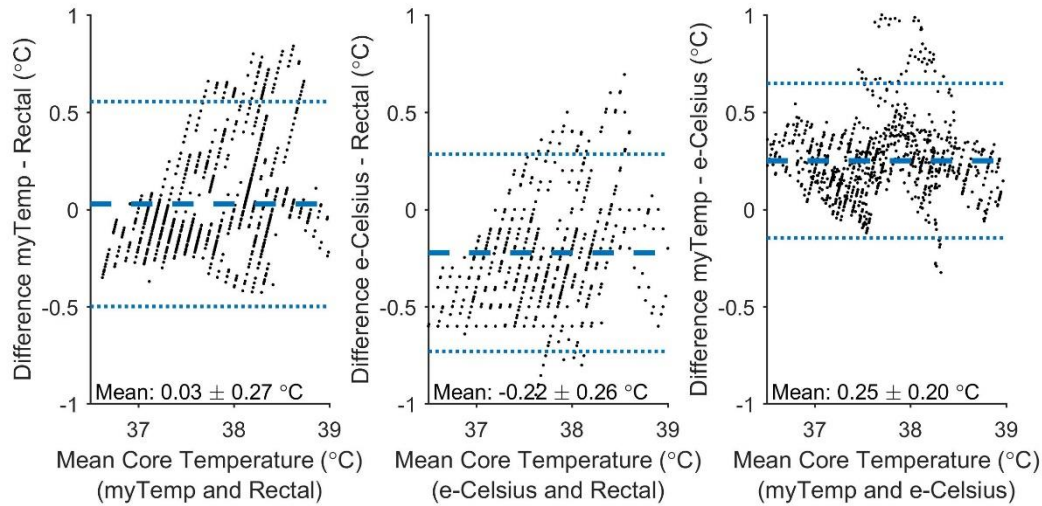 Difference myTemp - Rectal (°C)
1
0.5
0
-0.5
-1
Mean: 0.03 ± 0.27 °C
37
38
39
Mean Core Temperature (°C)
(myTemp and Rectal)
Difference e-Celsius - Rectal (°C)
1
0.5
0
-0.5
-1
Mean: -0.22 ± 0.26 °C
37
38
39
Mean Core Temperature (°C)
(e-Celsius and Rectal)
Difference myTemp - e-Celsius (°C)
1
0.5
0
-0.5
-1
Mean: 0.25 ± 0.20 °C
37
38
39
Mean Core Temperature (°C)
(myTemp and e-Celsius)